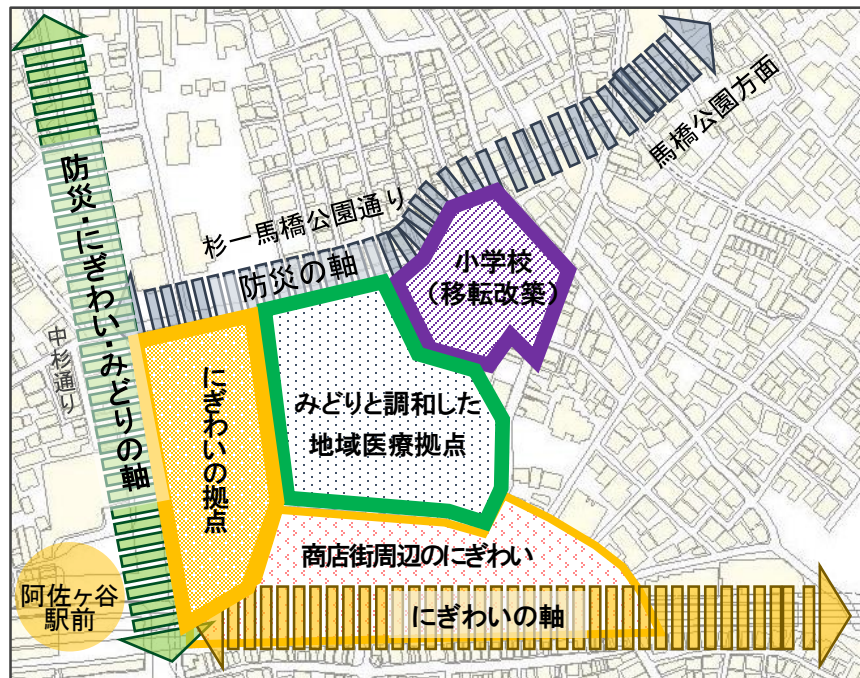 馬橋公園方面
杉一馬橋公園通り
防災の軸
小学校
（移転改築）
防災・にぎわい・みどりの軸
中杉通り
にぎわいの拠点
みどりと調和した
地域医療拠点
商店街周辺のにぎわい
阿佐ヶ谷
駅前
にぎわいの軸